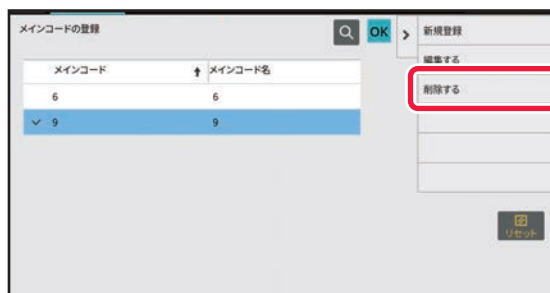 メインコードの登録
OK
新規登録
編集する
削除する
メインコード
メインコード名
6
6
9
9
リセット